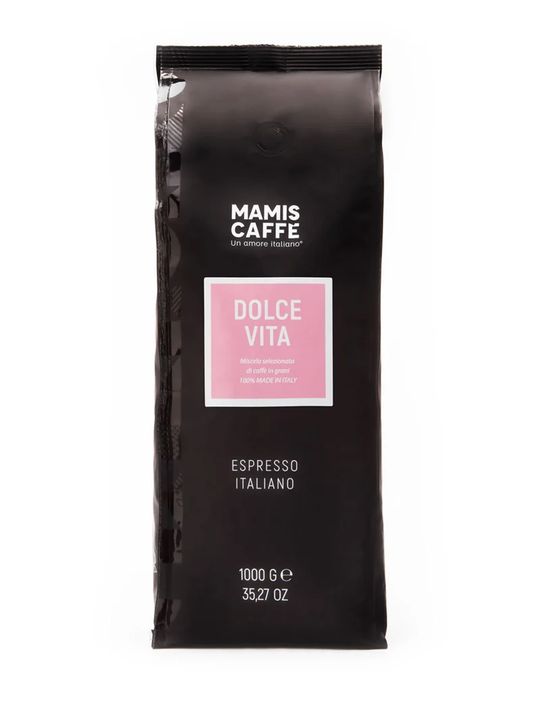 MAMIS
CAFFÈ
Un amore italiano®
DOLCE
VITA
Miscela selezionata
di caffè in grani
100% MADE IN ITALY
ESPRESSO
ITALIANO
1000 G ℮
35,27 OZ